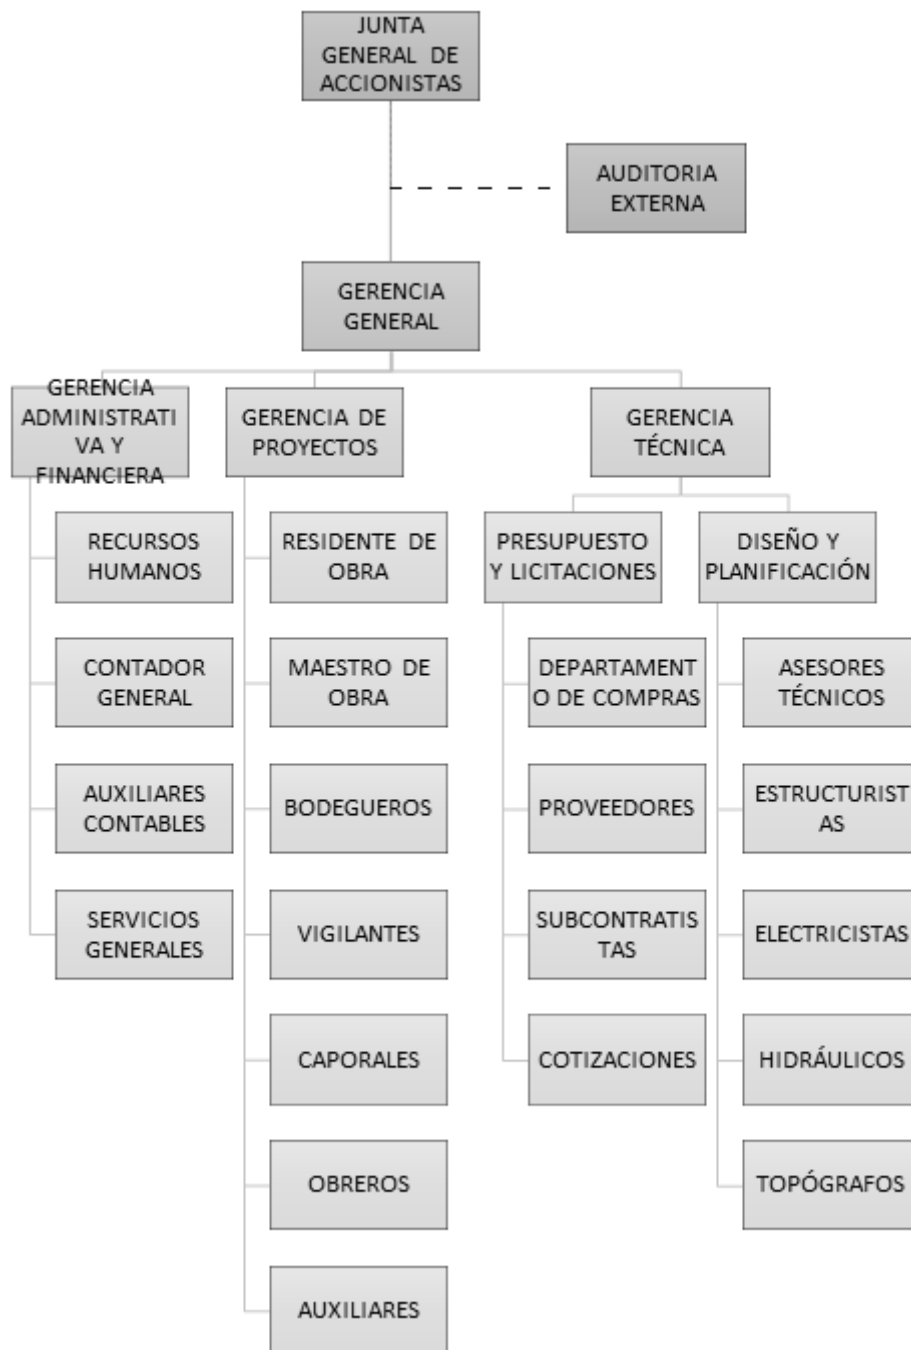 JUNTA
GENERAL DE
ACCIONISTAS
AUDITORIA
EXTERNA
GERENCIA
GENERAL
GERENCIA
ADMINISTRATI
VA Y
FINANCIERA
GERENCIA DE
PROYECTOS
GERENCIA
TÉCNICA
RECURSOS
HUMANOS
RESIDENTE DE
OBRA
PRESUPUESTO
Y LICITACIONES
DISEÑO Y
PLANIFICACIÓN
CONTADOR
GENERAL
MAESTRO DE
OBRA
DEPARTAMENT
O DE COMPRAS
ASESORES
TÉCNICOS
AUXILIARES
CONTABLES
BODEGUEROS
PROVEEDORES
ESTRUCTURIST
AS
SERVICIOS
GENERALES
VIGILANTES
SUBCONTRATIS
TAS
ELECTRICISTAS
CAPORALES
COTIZACIONES
HIDRÁULICOS
OBREROS
TOPÓGRAFOS
AUXILIARES